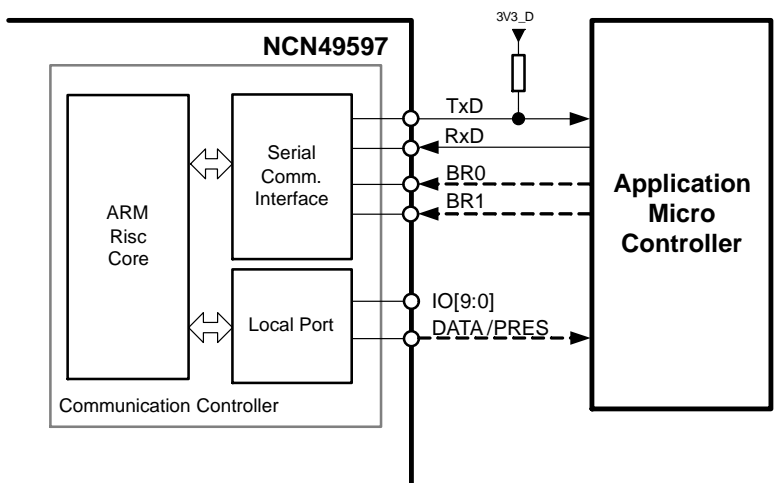 3V3_D
NCN49597
TxD
RxD
BR0
BR1
Serial
Comm.
Interface
ARM
Risc
Core
Application
Micro
Controller
IO[9:0]
Local Port
DATA/PRES
Communication Controller